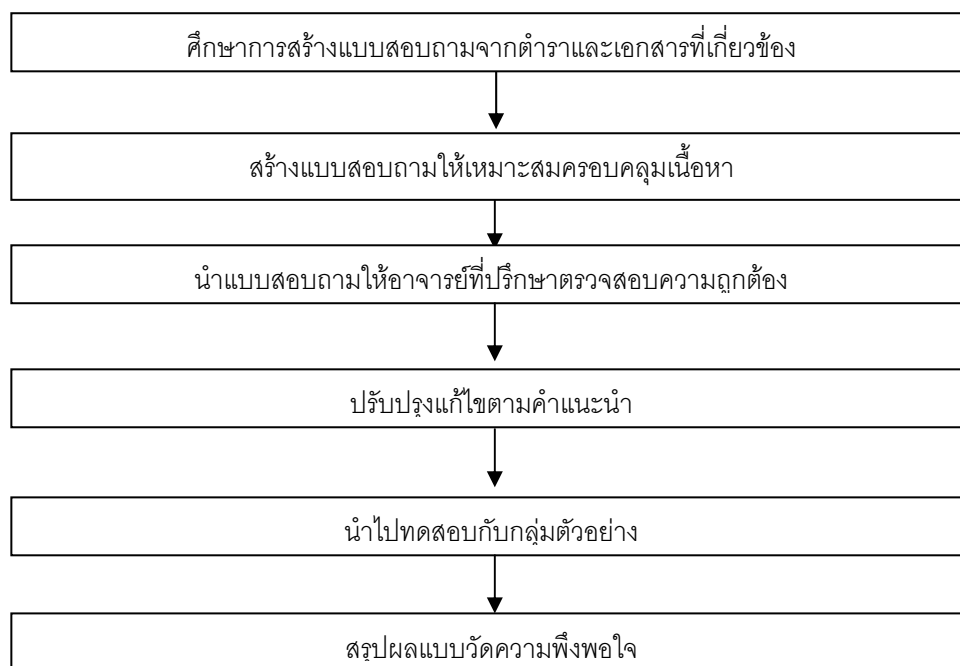 ศึกษาการสร้างแบบสอบถามจากตำราและเอกสารที่เกี่ยวข้อง
สร้างแบบสอบถามให้เหมาะสมครอบคลุมเนื้อหา
นำแบบสอบถามให้อาจารย์ที่ปรึกษาตรวจสอบความถูกต้อง
ปรับปรุงแก้ไขตามคำแนะนำ
นำไปทดสอบกับกลุ่มตัวอย่าง
สรุปผลแบบวัดความพึงพอใจ